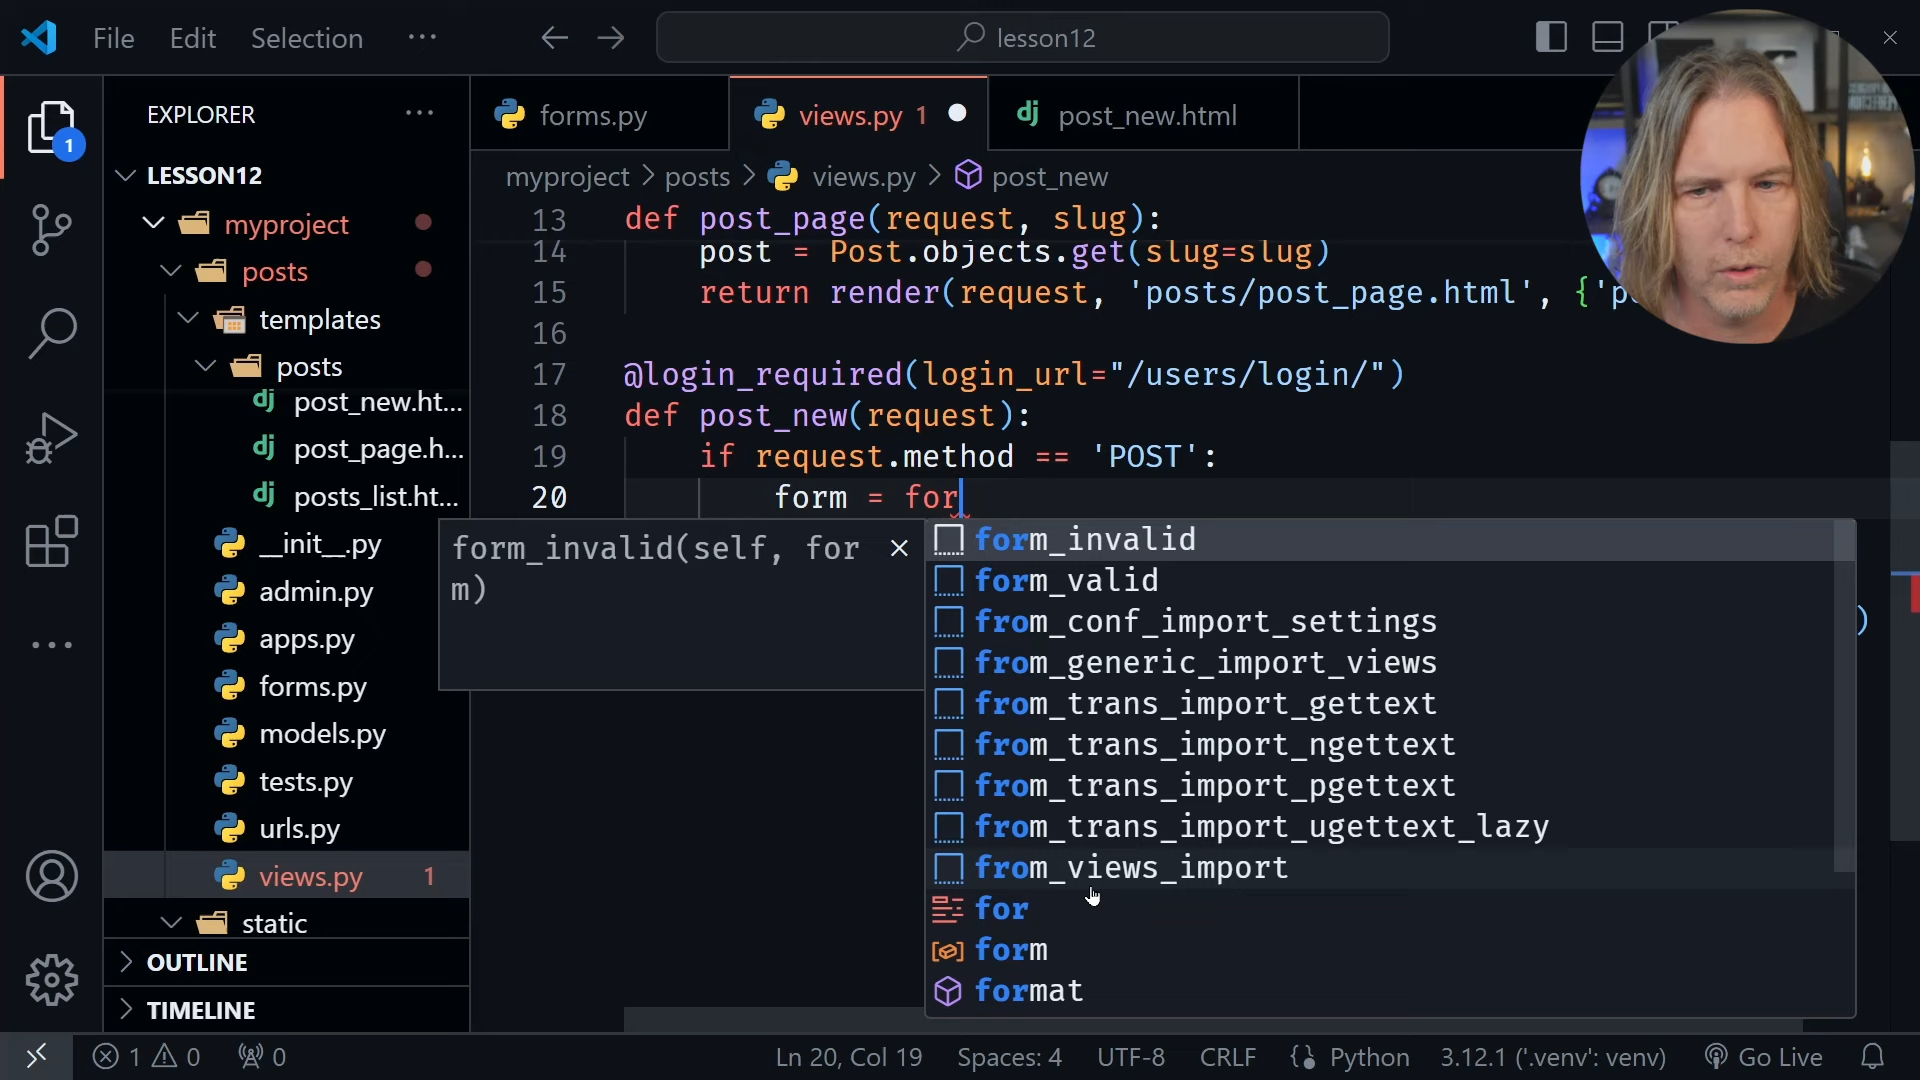 File Edit Selection ··· lesson12
EXPLORER ···
1
LESSON12
myproject
posts
templates
posts
post_new.ht...
post_page.h...
posts_list.ht...
__init__.py
admin.py
apps.py
forms.py
models.py
tests.py
urls.py
views.py 1
static
OUTLINE
TIMELINE
forms.py
views.py 1
post_new.html
myproject > posts > views.py > post_new
13 def post_page(request, slug):
14 post = Post.objects.get(slug=slug)
15 return render(request, 'posts/post_page.html', {'p
16
17 @login_required(login_url="/users/login/")
18 def post_new(request):
19 if request.method == 'POST':
20 form = for
)
form_invalid(self, for
m)
form_invalid
form_valid
from_conf_import_settings
from_generic_import_views
from_trans_import_gettext
from_trans_import_ngettext
from_trans_import_pgettext
from_trans_import_ugettext_lazy
from_views_import
for
form
format
1 0 0 Ln 20, Col 19 Spaces: 4 UTF-8 CRLF Python 3.12.1 ('.venv': venv) Go Live